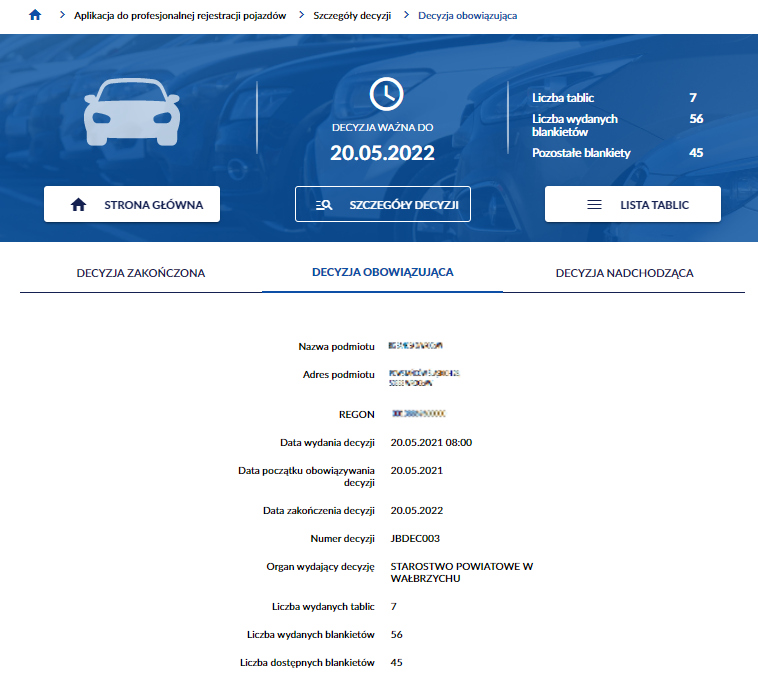 Aplikacja do profesjonalnej rejestracji pojazdów
Szczegóły decyzji
Decyzja obowiązująca
DECYZJA WAŻNA DO
20.05.2022
Liczba tablic 7
Liczba wydanych 56
blankietów
Pozostałe blankiety 45
STRONA GŁÓWNA
SZCZEGÓŁY DECYZJI
LISTA TABLIC
DECYZJA ZAKOŃCZONA
DECYZJA OBOWIĄZUJĄCA
DECYZJA NADCHODZĄCA
Nazwa podmiotu
Adres podmiotu
REGON
Data wydania decyzji 20.05.2021 08:00
Data początku obowiązywania 20.05.2021
decyzji
Data zakończenia decyzji 20.05.2022
Numer decyzji JBDEC003
Organ wydający decyzję STAROSTWO POWIATOWE W
WAŁBRZYCHU
Liczba wydanych tablic 7
Liczba wydanych blankietów 56
Liczba dostępnych blankietów 45